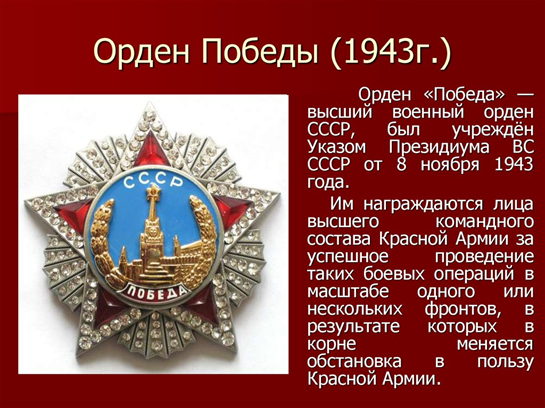 Орден Победы (1943г.)
СССР
ПОБЕДА
Орден «Победа» —
высший военный орден
СССР, был учреждён
Указом Президиума ВС
СССР от 8 ноября 1943
года.
Им награждаются лица
высшего командного
состава Красной Армии за
успешное проведение
таких боевых операций в
масштабе одного или
нескольких фронтов, в
результате которых в
корне меняется
обстановка в пользу
Красной Армии.